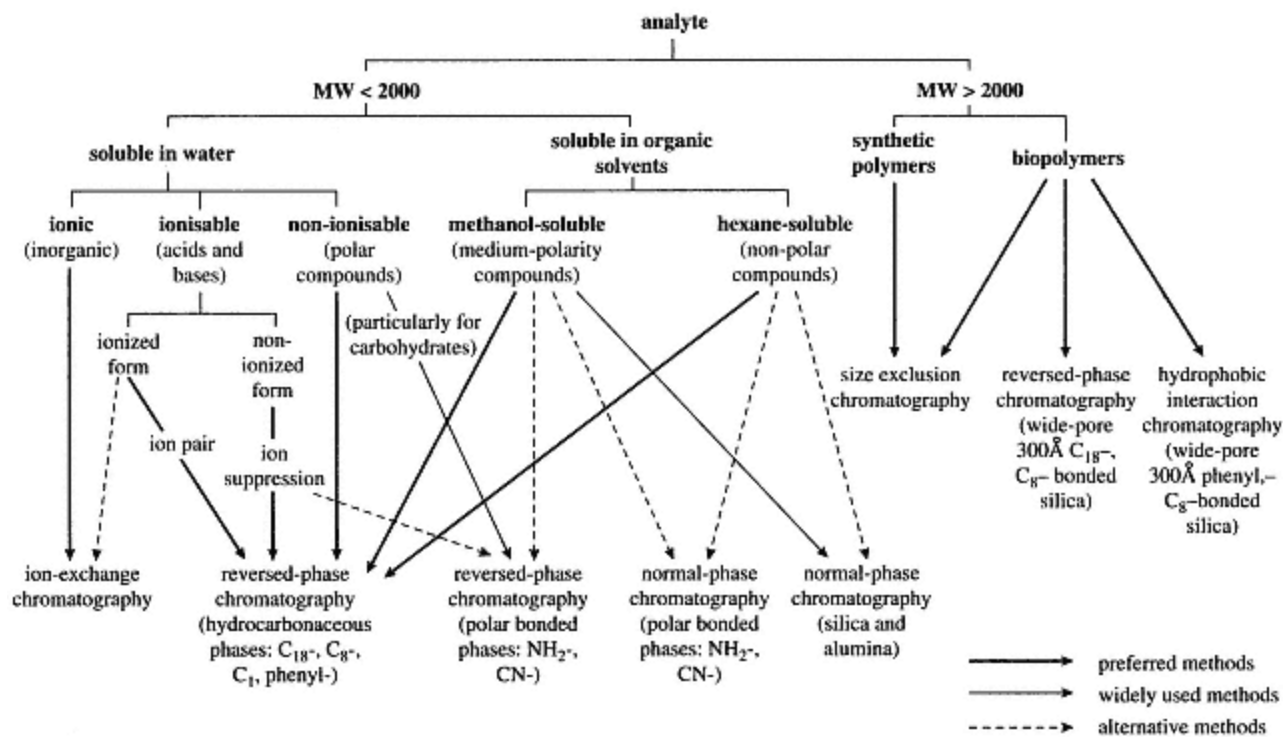 analyte
MW < 2000
MW > 2000
soluble in water
soluble in organic
solvents
synthetic
polymers
biopolymers
ionic
(inorganic)
ionisable
(acids and
bases)
non-ionisable
(polar
compounds)
methanol-soluble
(medium-polarity
compounds)
hexane-soluble
(non-polar
compounds)
ionized
form
non-
ionized
form
(particularly for
carbohydrates)
ion pair
ion
suppression
size exclusion
chromatography
reversed-phase
chromatography
(wide-pore
300Å C₁₈–,
C₈– bonded
silica)
hydrophobic
interaction
chromatography
(wide-pore
300Å phenyl,–
C₈–bonded
silica)
ion-exchange
chromatography
reversed-phase
chromatography
(hydrocarbonaceous
phases: C₁₈-, C₈-,
C₁, phenyl-)
reversed-phase
chromatography
(polar bonded
phases: NH₂-,
CN-)
normal-phase
chromatography
(polar bonded
phases: NH₂-,
CN-)
normal-phase
chromatography
(silica and
alumina)
preferred methods
widely used methods
alternative methods